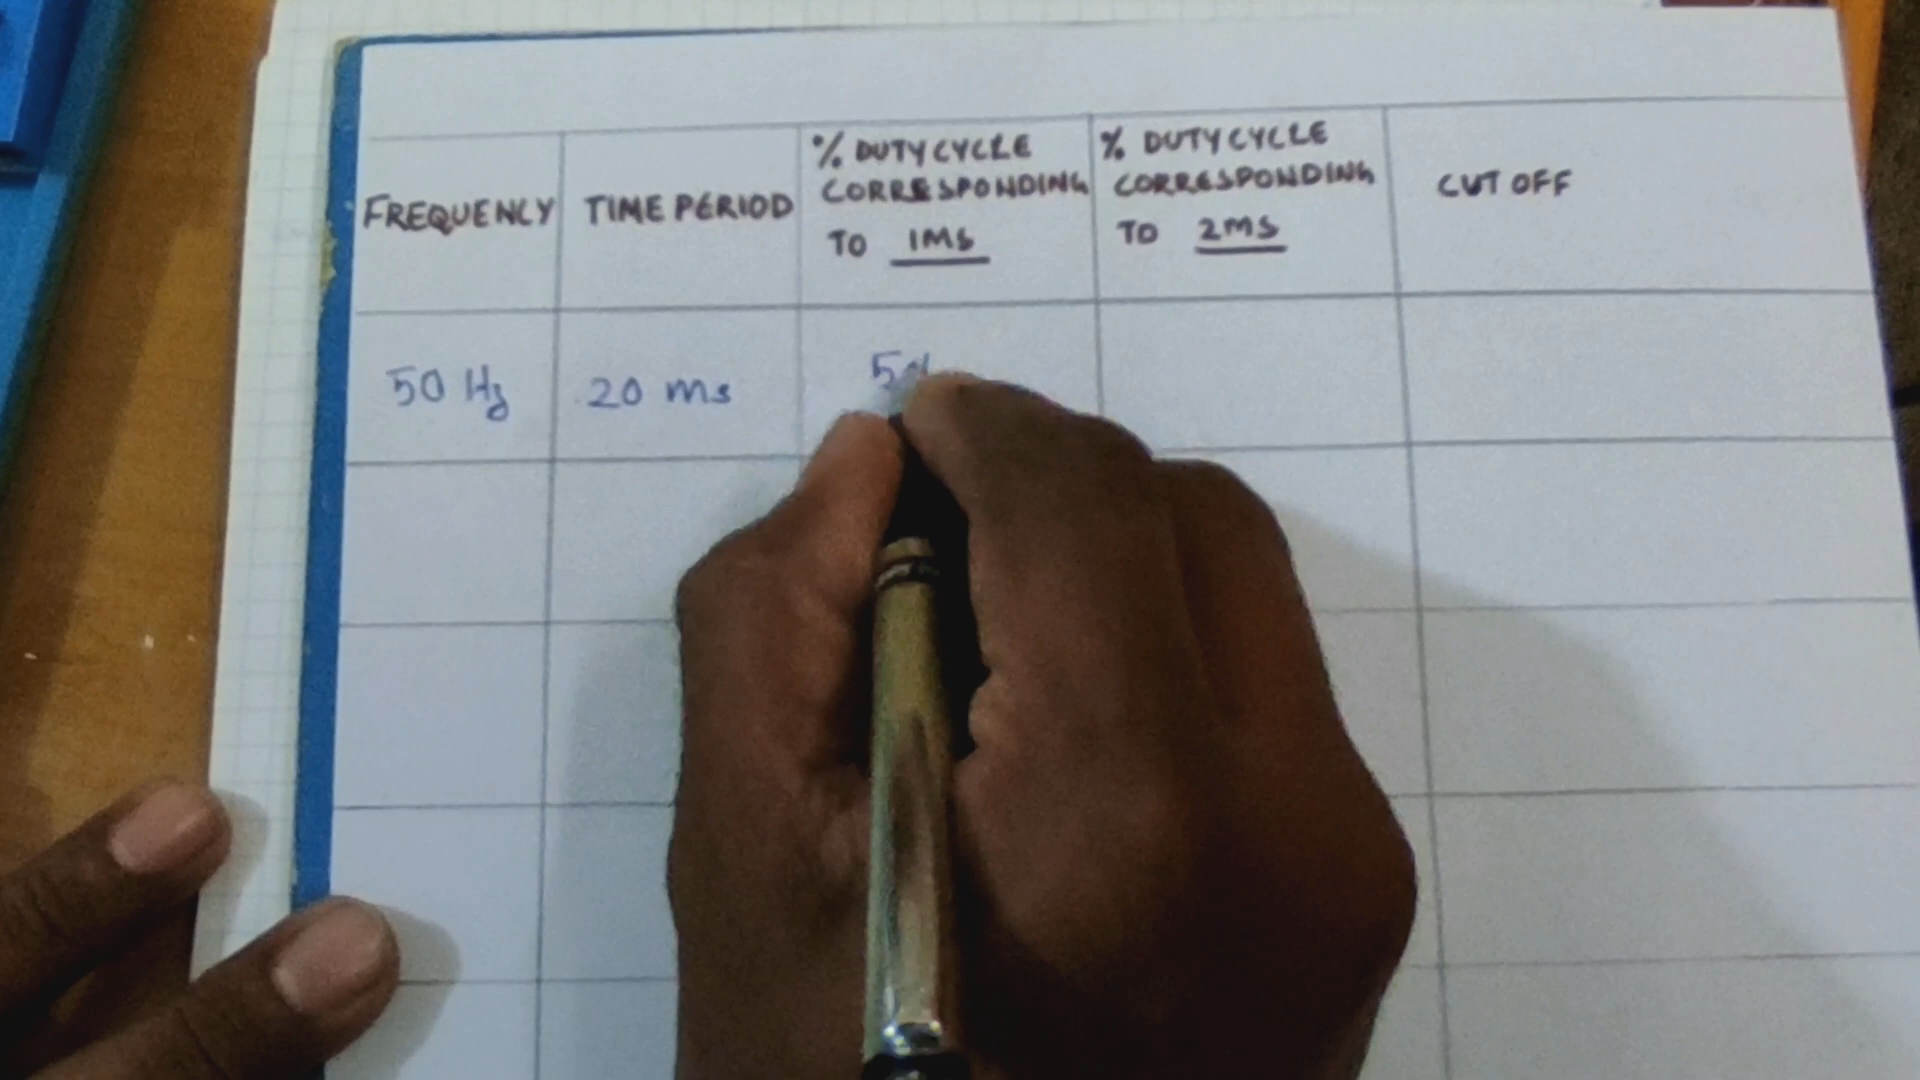 FREQUENCY
TIME PERIOD
% DUTY CYCLE
CORRESPONDING
TO 1MS
% DUTY CYCLE
CORRESPONDING
TO 2MS
CUT OFF
50 Hz
20 ms
5%